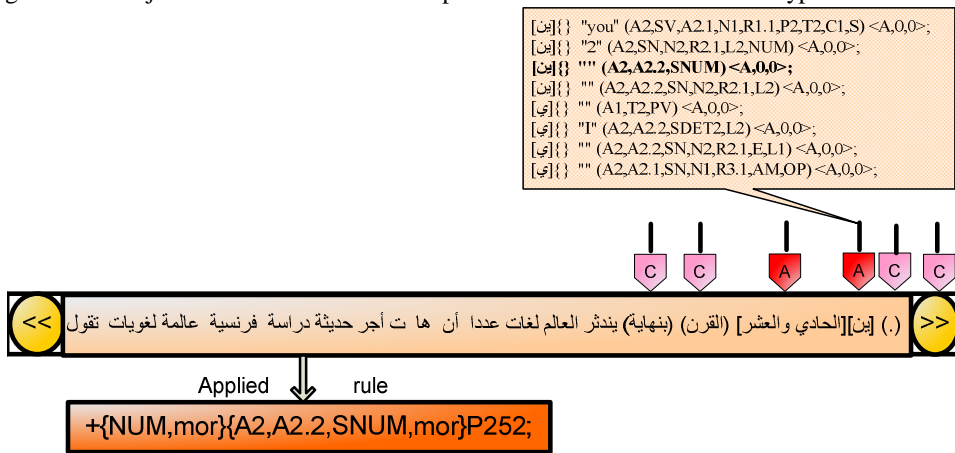 [ين]{} "you" (A2,SV,A2.1,N1,R1.1,P2,T2,C1,S) <A,0,0>;
[ين]{} "2" (A2,SN,N2,R2.1,L2,NUM) <A,0,0>;
[ين]{} "" (A2,A2.2,SNUM) <A,0,0>;
[ين]{} "" (A2,A2.2,SN,N2,R2.1,L2) <A,0,0>;
[ي]{} "" (A1,T2,PV) <A,0,0>;
[ي]{} "I" (A2,A2.2,SDET2,L2) <A,0,0>;
[ي]{} "" (A2,A2.2,SN,N2,R2.1,E,L1) <A,0,0>;
[ي]{} "" (A2,A2.1,SN,N1,R3.1,AM,OP) <A,0,0>;
C C A A C C
<< (.) [ين][الحادي والعشر] (القرن) (بنهاية) يندثر العالم لغات عددا أن ها ت أجر حديثة دراسة فرنسية عالمة لغويات تقول >>
Applied rule
+{NUM,mor}{A2,A2.2,SNUM,mor}P252;